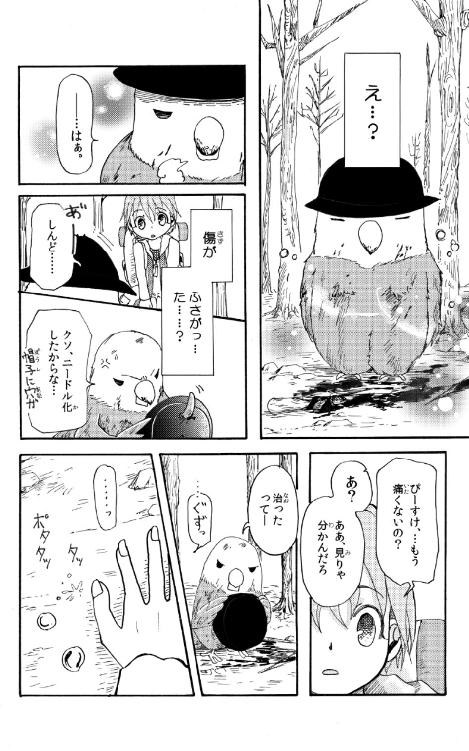 え…？
──……はぁ。
傷が
ふさがっ…
た……？
あ゛ぁ
しんど……
クソ、ニードル化
したからな…
帽子に穴が
ぴーすけ、…もう
痛くないの？
あ？
ああ、見りゃ
分かんだろ
治った
ってー
……
ぐずっ
……っ
ポタ
タタッ